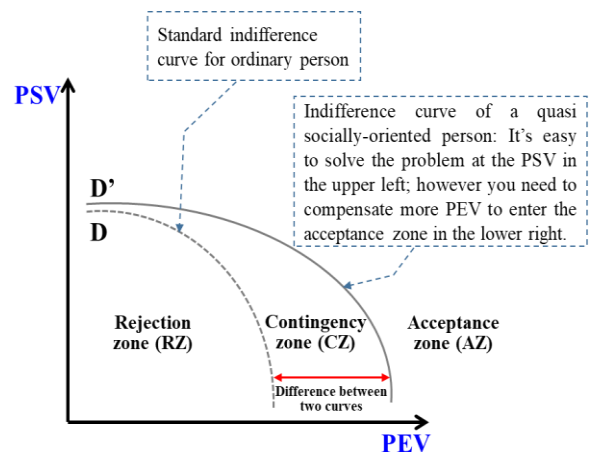 Standard indifference
curve for ordinary person
PSV
Indifference curve of a quasi
socially-oriented person: It's easy
to solve the problem at the PSV in
the upper left; however you need to
compensate more PEV to enter the
acceptance zone in the lower right.
D'
D
Rejection
zone (RZ)
Contingency
zone (CZ)
Acceptance
zone (AZ)
Difference between
two curves
PEV